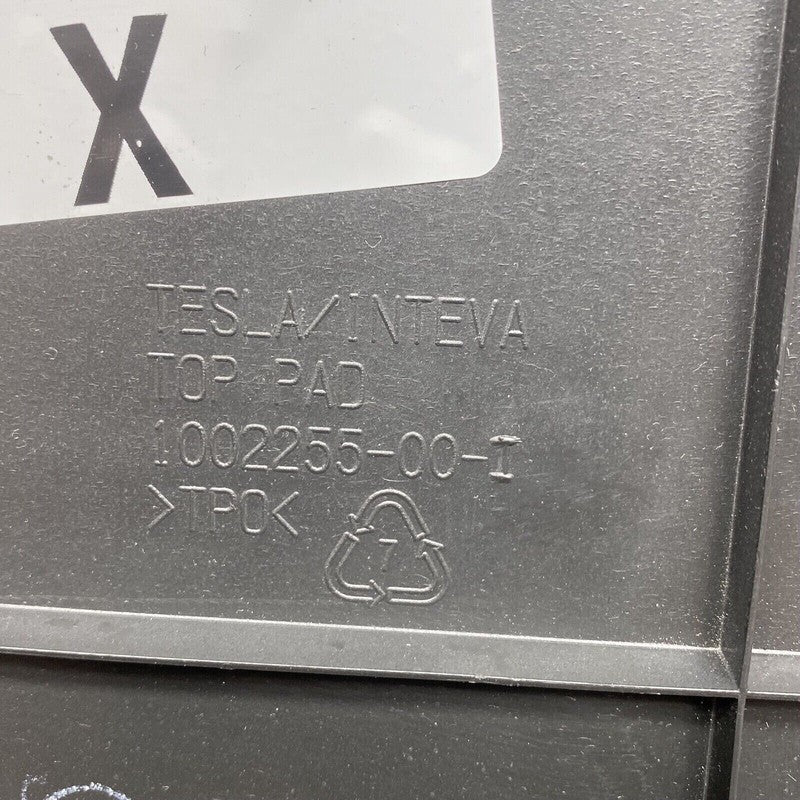 X
TESLA/INTEVA
TOP PAD
1002255-00-I
>TPO<
7